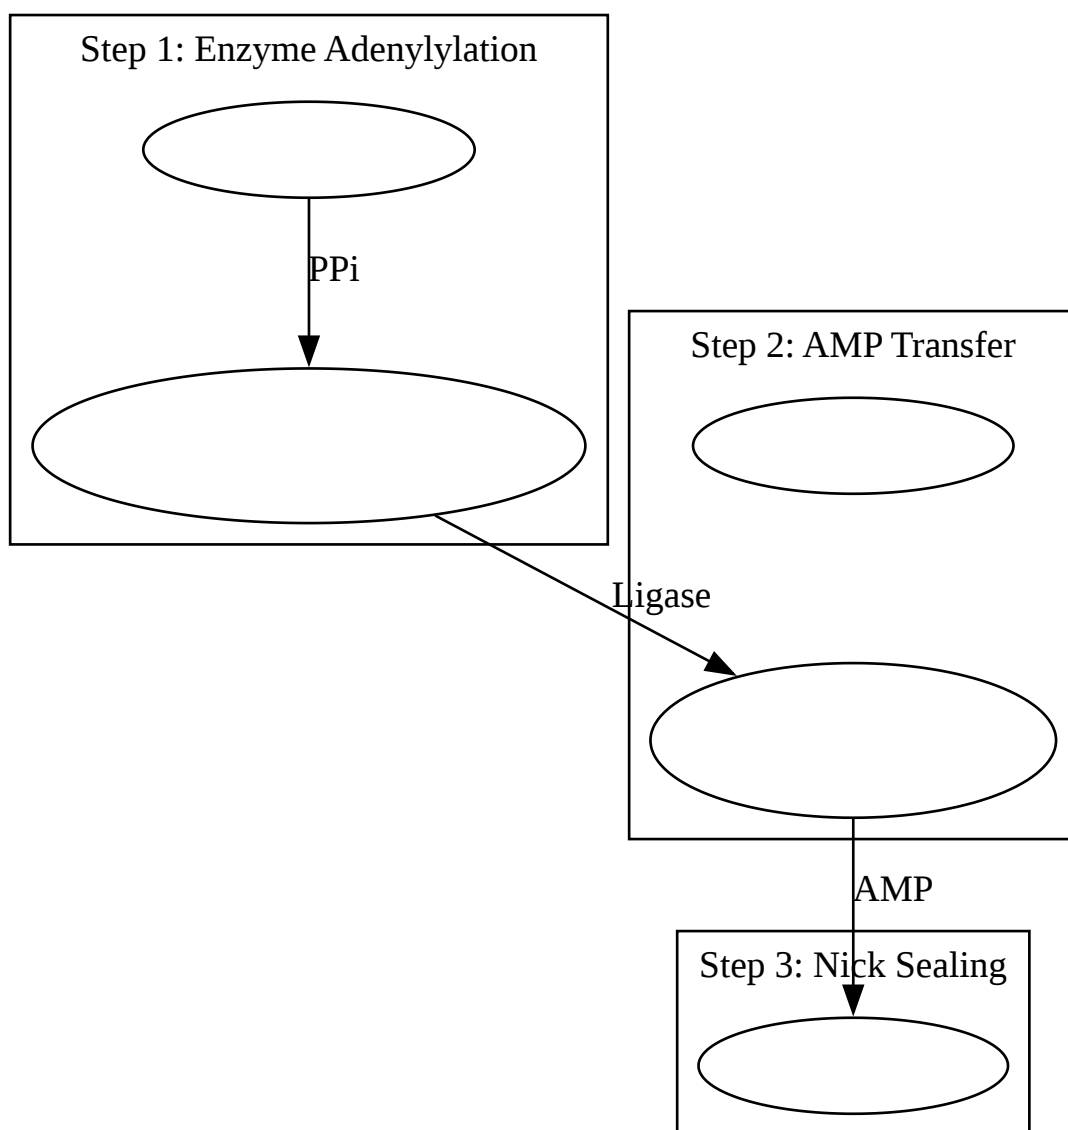 Step 1: Enzyme Adenylylation
PPi
Step 2: AMP Transfer
Ligase
AMP
Step 3: Nick Sealing